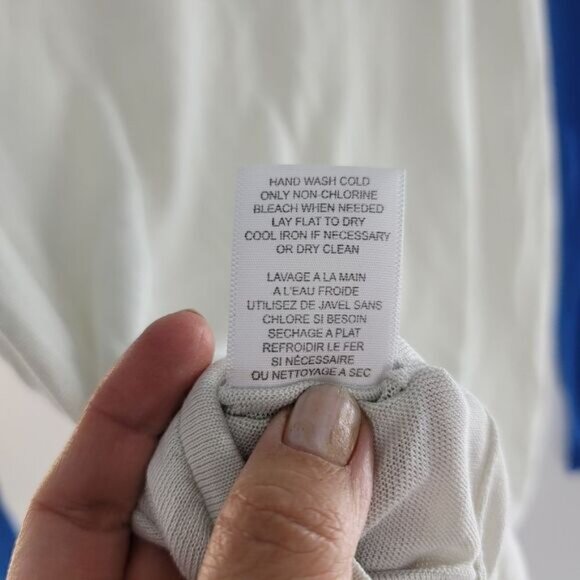 HAND WASH COLD
ONLY NON-CHLORINE
BLEACH WHEN NEEDED
LAY FLAT TO DRY
COOL IRON IF NECESSARY
OR DRY CLEAN
LAVAGE A LA MAIN
A L'EAU FROIDE
UTILISEZ DE JAVEL SANS
CHLORE SI BESOIN
SECHAGE A PLAT
REFROIDIR LE FER
SI NÉCESSAIRE
OU NETTOYAGE A SEC